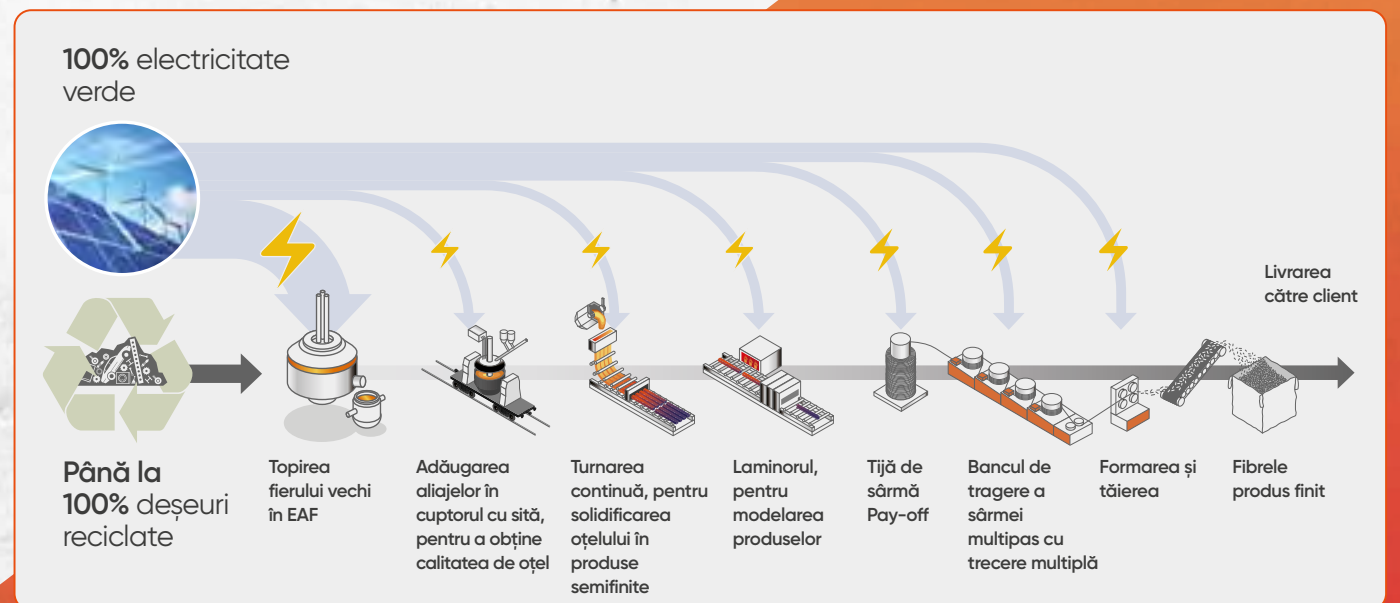 100% electricitate
verde
Livrarea
către client
Până la
100% deșeuri
reciclate
Topirea
fierului vechi
în EAF
Adăugarea
aliajelor în
cuptorul cu sită,
pentru a obține
calitatea de oțel
Turnarea
continuă, pentru
solidificarea
oțelului în
produse
semifinite
Laminorul,
pentru
modelarea
produselor
Tijă de
sârmă
Pay-off
Bancul de
tragere a
sârmei
multipas cu
trecere multiplă
Formarea și
tăierea
Fibrele
produs finit